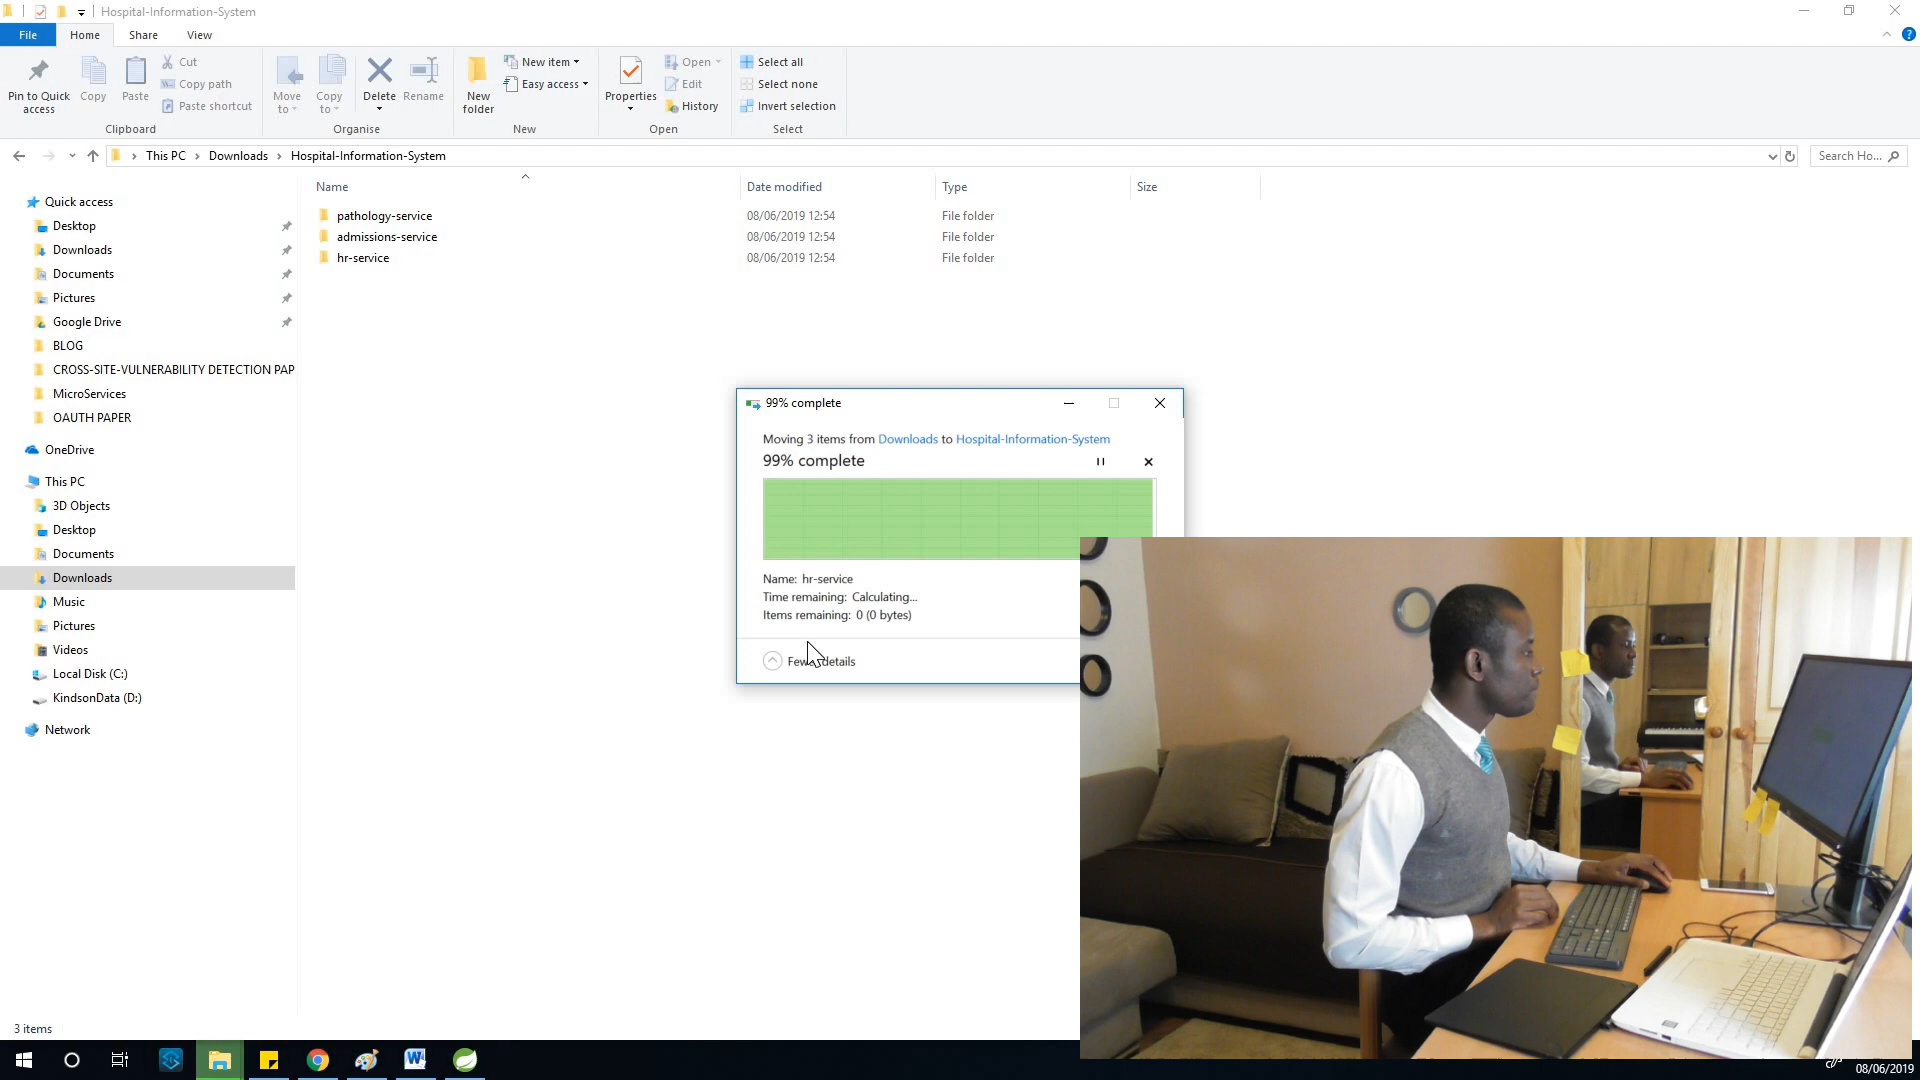 Hospital-Information-System
File Home Share View
Pin to Quick access
Copy
Paste
Cut
Copy path
Paste shortcut
Clipboard
Move to
Copy to
Delete
Rename
Organise
New folder
New item
Easy access
New
Properties
Open
Edit
History
Open
Select all
Select none
Invert selection
Select
This PC > Downloads > Hospital-Information-System
Search Ho...
Name Date modified Type Size
pathology-service 08/06/2019 12:54 File folder
admissions-service 08/06/2019 12:54 File folder
hr-service 08/06/2019 12:54 File folder
Quick access
Desktop
Downloads
Documents
Pictures
Google Drive
BLOG
CROSS-SITE-VULNERABILITY DETECTION PAP
MicroServices
OAUTH PAPER
OneDrive
This PC
3D Objects
Desktop
Documents
Downloads
Music
Pictures
Videos
Local Disk (C:)
KindsonData (D:)
Network
99% complete
Moving 3 items from Downloads to Hospital-Information-System
99% complete
Name: hr-service
Time remaining: Calculating...
Items remaining: 0 (0 bytes)
details
3 items
08/06/2019